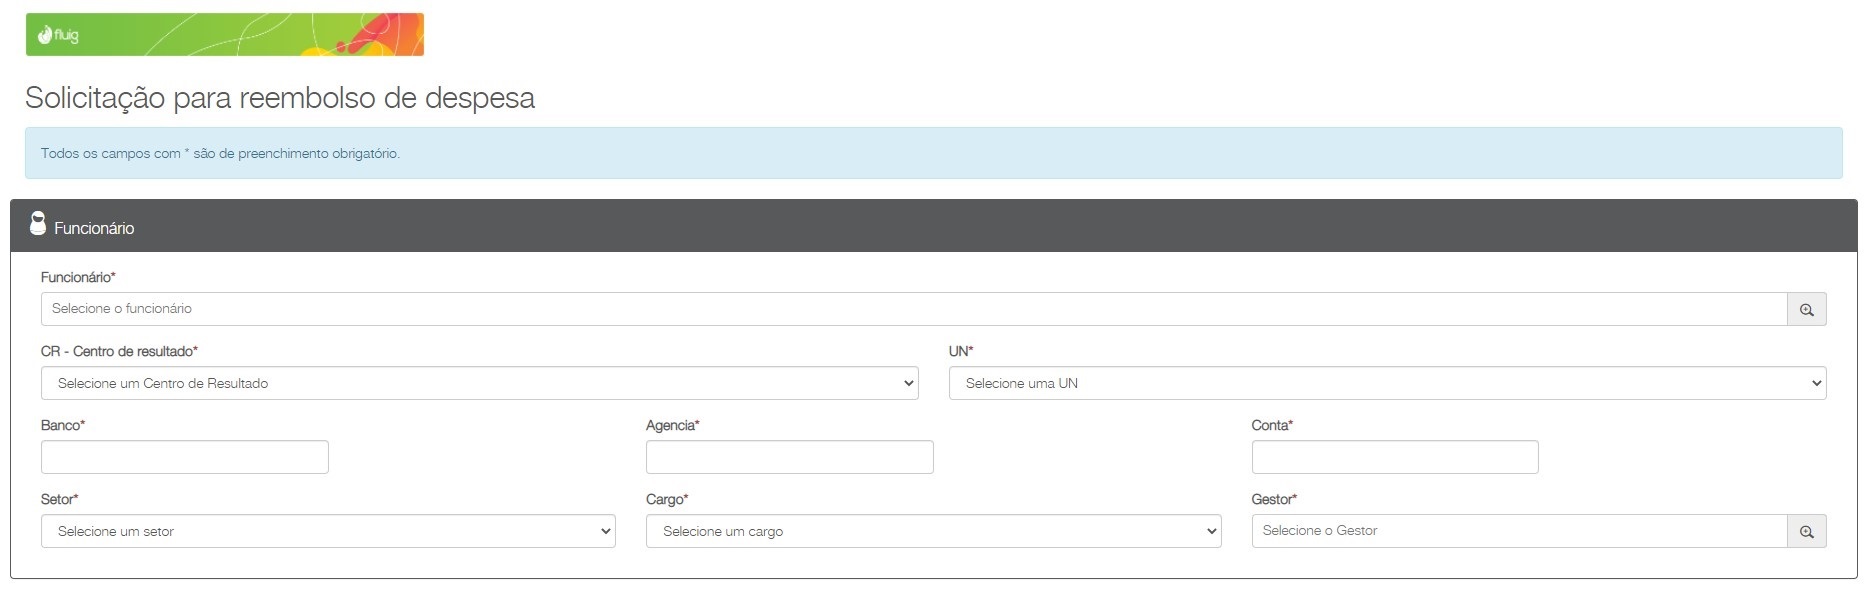 fluig
Solicitação para reembolso de despesa
Todos os campos com * são de preenchimento obrigatório.
Funcionário
Funcionário*
Selecione o funcionário
CR - Centro de resultado* UN*
Selecione um Centro de Resultado Selecione uma UN
Banco* Agencia* Conta*
Setor* Cargo* Gestor*
Selecione um setor Selecione um cargo Selecione o Gestor